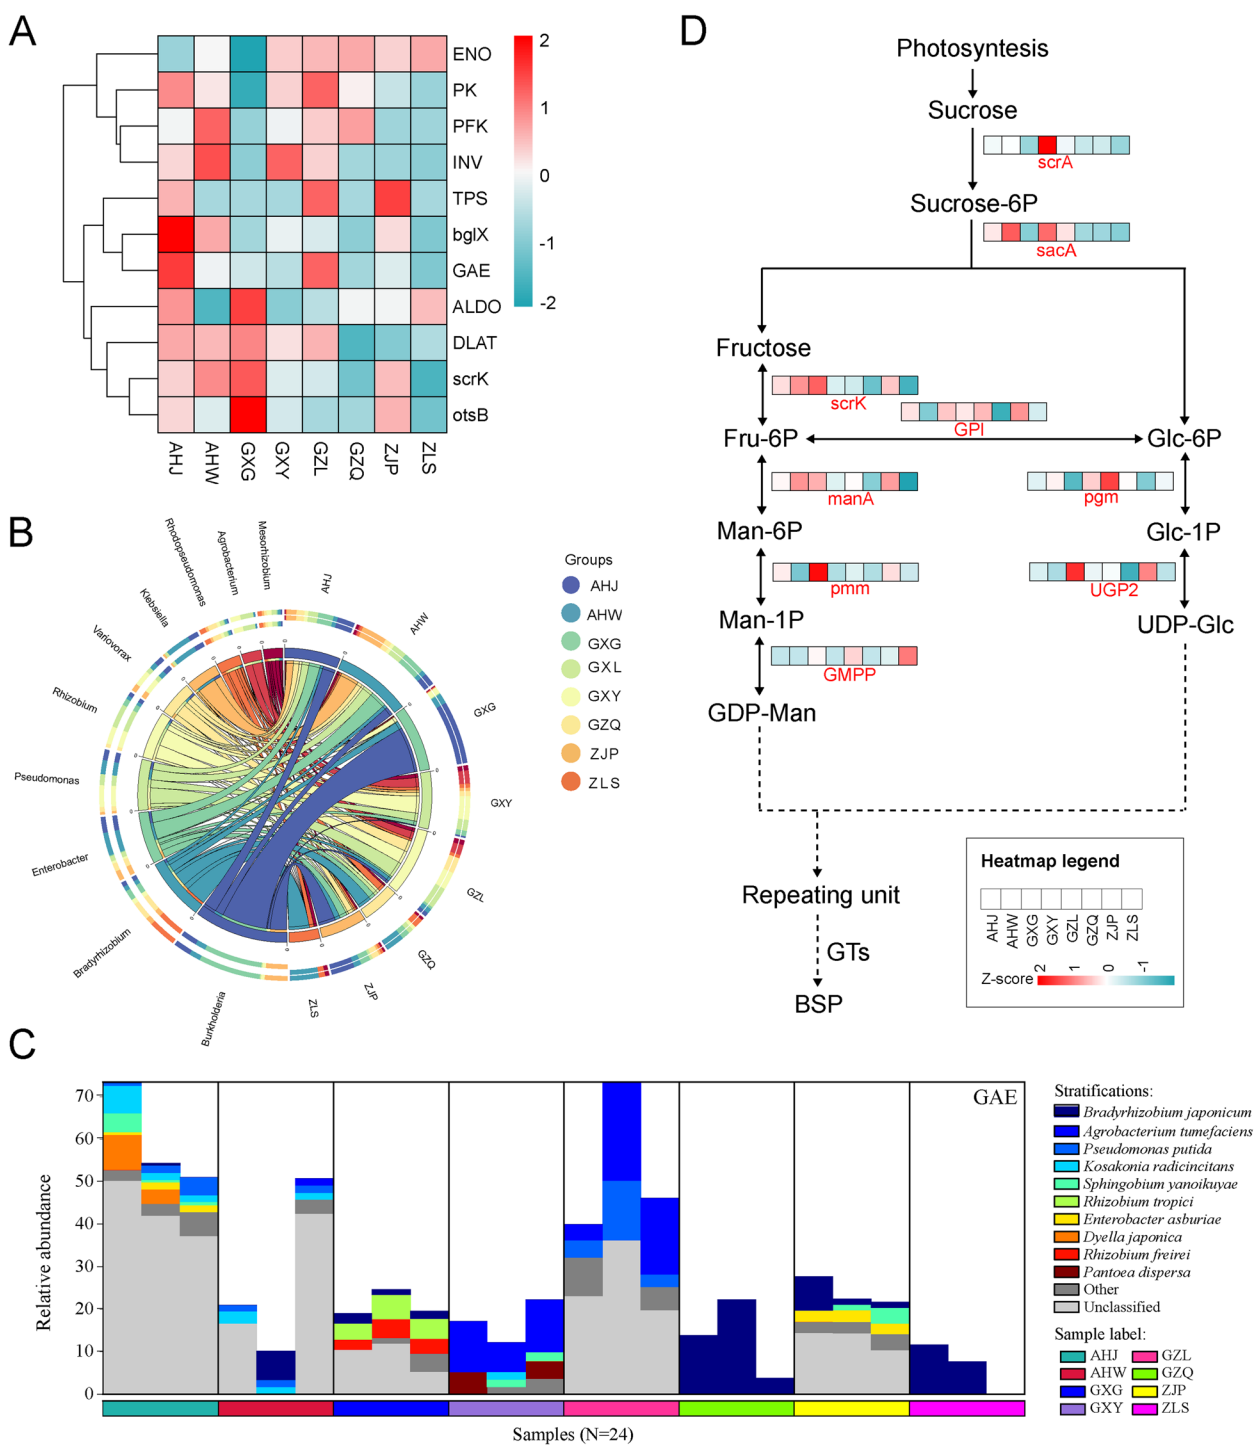 A
2
1
0
-1
-2
ENO
PK
PFK
INV
TPS
bglX
GAE
ALDO
DLAT
scrK
otsB
AHJ
AHW
GXG
GXY
GZL
GZQ
ZJP
ZLS
B
Mesorhizobium
Agrobacterium
Rhodopseudomonas
Klebsiella
Variovorax
Rhizobium
Pseudomonas
Enterobacter
Bradyrhizobium
Burkholderia
AHJ
AHW
GXG
GXY
GZL
GZQ
ZJP
ZLS
Groups
AHJ
AHW
GXG
GXL
GXY
GZQ
ZJP
ZLS
D
Photosyntesis
Sucrose
scrA
Sucrose-6P
sacA
Fructose
scrK
GPI
Fru-6P
Glc-6P
manA
pgm
Man-6P
Glc-1P
pmm
UGP2
Man-1P
UDP-Glc
GMPP
GDP-Man
Repeating unit
GTs
BSP
Heatmap legend
AHJ
AHW
GXG
GXY
GZL
GZQ
ZJP
ZLS
Z-score
2
1
0
-1
C
Relative abundance
70
60
50
40
30
20
10
0
GAE
Samples (N=24)
Stratifications:
Bradyrhizobium japonicum
Agrobacterium tumefaciens
Pseudomonas putida
Kosakonia radicincitans
Sphingobium yanoikuyae
Rhizobium tropici
Enterobacter asburiae
Dyella japonica
Rhizobium freirei
Pantoea dispersa
Other
Unclassified
Sample label:
AHJ GZL
AHW GZQ
GXG ZJP
GXY ZLS